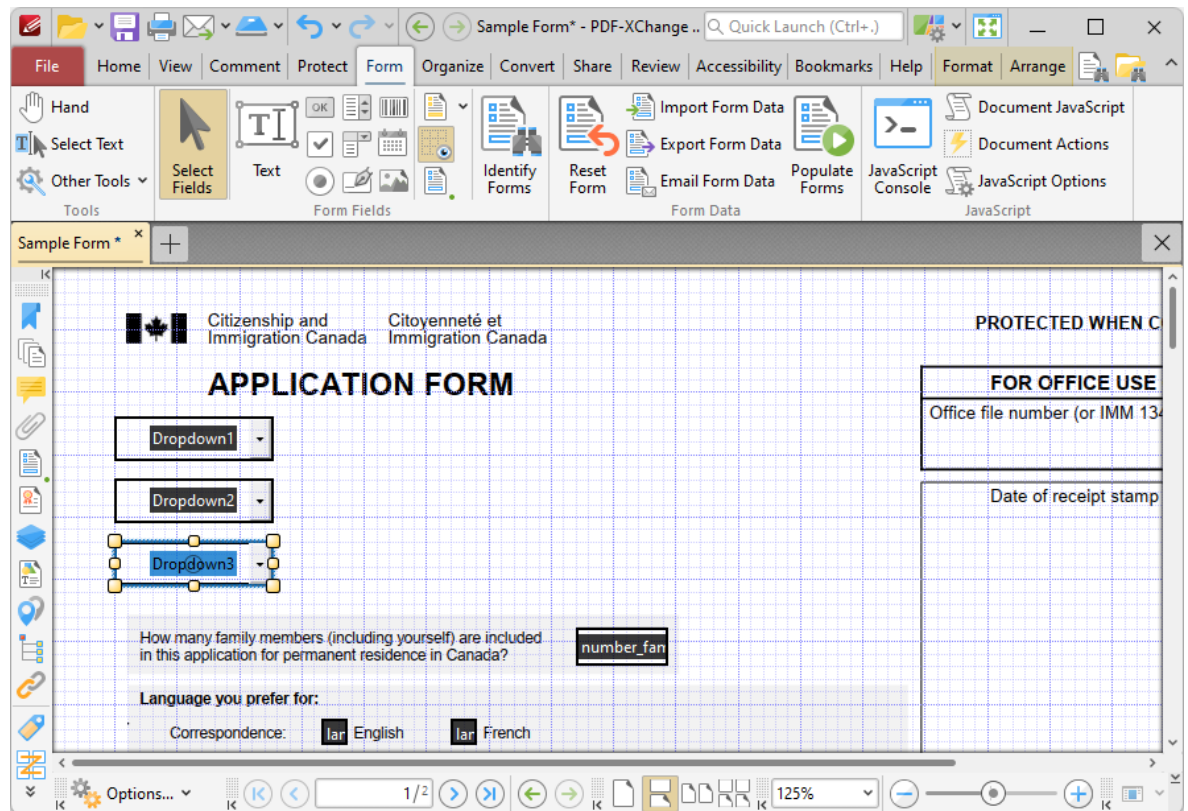 Sample Form* - PDF-XChange ..
Quick Launch (Ctrl+.)
File Home View Comment Protect Form Organize Convert Share Review Accessibility Bookmarks Help Format Arrange
Hand
Select Text
Other Tools
Tools
Select Fields
Text
OK
Form Fields
Identify Forms
Reset Form
Import Form Data
Export Form Data
Email Form Data
Populate Forms
Form Data
JavaScript Console
Document JavaScript
Document Actions
JavaScript Options
JavaScript
Sample Form *
Citizenship and Immigration Canada
Citoyenneté et Immigration Canada
PROTECTED WHEN C
APPLICATION FORM
FOR OFFICE USE
Office file number (or IMM 134
Dropdown1
Dropdown2
Date of receipt stamp
Dropdown3
How many family members (including yourself) are included
in this application for permanent residence in Canada?
number_fan
Language you prefer for:
Correspondence: lar English lar French
Options... 1/2 125%